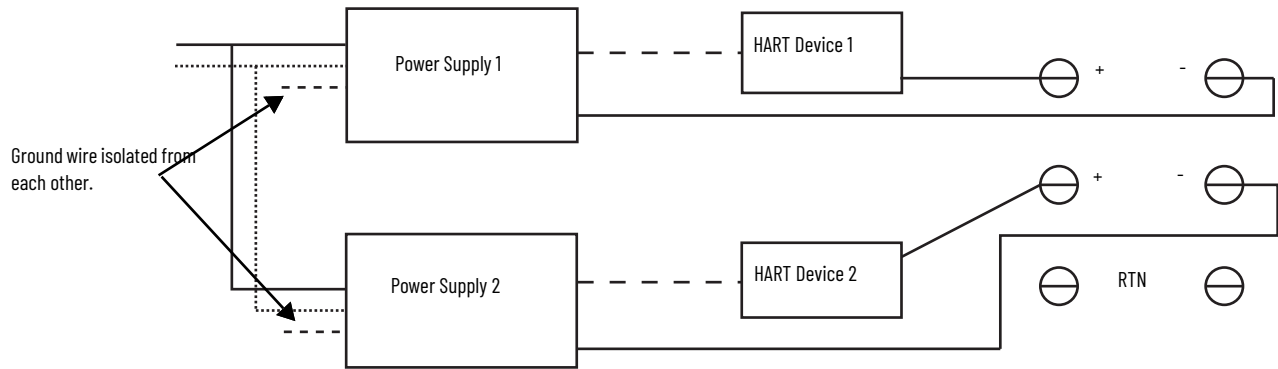 Power Supply 1
HART Device 1
+ -
Ground wire isolated from
each other.
+ -
Power Supply 2
HART Device 2
RTN